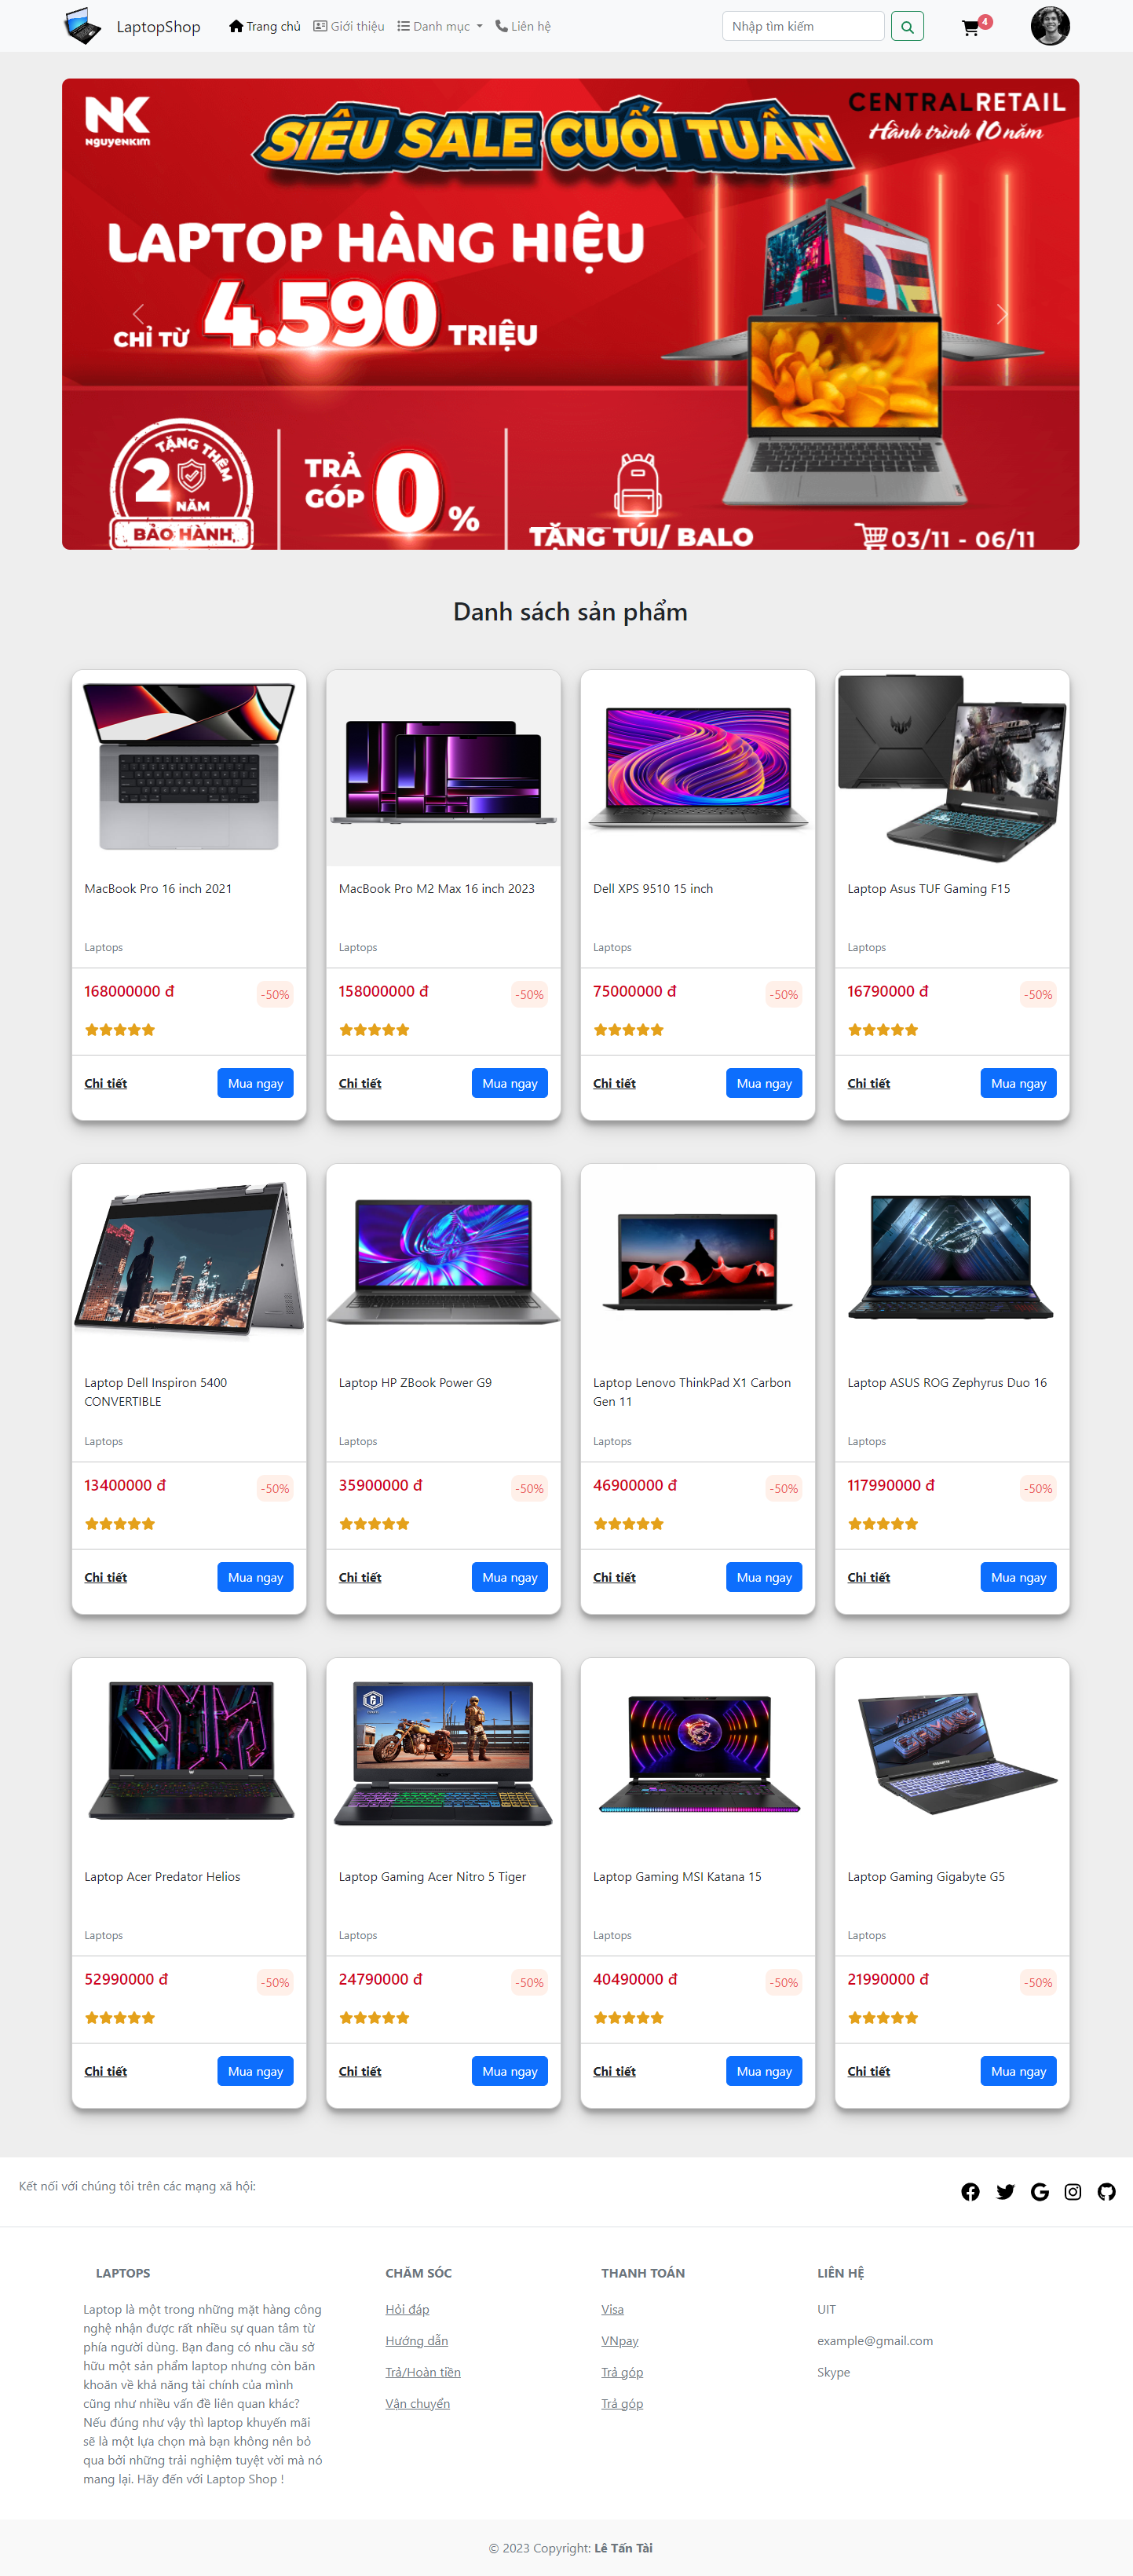 LaptopShop
Trang chủ
Giới thiệu
Danh mục
Liên hệ
Nhập tìm kiếm
4
NK
NGUYENKIM
SIÊU SALE CUỐI TUẦN
CENTRAL RETAIL
Hành trình 10 năm
LAPTOP HÀNG HIỆU
CHỈ TỪ 4.590 TRIỆU
TẶNG THÊM
2
NĂM
BẢO HÀNH
TRẢ
GÓP 0%
TẶNG TÚI/ BALO
03/11 - 06/11
Danh sách sản phẩm
MacBook Pro 16 inch 2021
Laptops
168000000 đ
-50%
Chi tiết
Mua ngay
MacBook Pro M2 Max 16 inch 2023
Laptops
158000000 đ
-50%
Chi tiết
Mua ngay
Dell XPS 9510 15 inch
Laptops
75000000 đ
-50%
Chi tiết
Mua ngay
Laptop Asus TUF Gaming F15
Laptops
16790000 đ
-50%
Chi tiết
Mua ngay
Laptop Dell Inspiron 5400
CONVERTIBLE
Laptops
13400000 đ
-50%
Chi tiết
Mua ngay
Laptop HP ZBook Power G9
Laptops
35900000 đ
-50%
Chi tiết
Mua ngay
Laptop Lenovo ThinkPad X1 Carbon
Gen 11
Laptops
46900000 đ
-50%
Chi tiết
Mua ngay
Laptop ASUS ROG Zephyrus Duo 16
Laptops
117990000 đ
-50%
Chi tiết
Mua ngay
Laptop Acer Predator Helios
Laptops
52990000 đ
-50%
Chi tiết
Mua ngay
Laptop Gaming Acer Nitro 5 Tiger
Laptops
24790000 đ
-50%
Chi tiết
Mua ngay
Laptop Gaming MSI Katana 15
Laptops
40490000 đ
-50%
Chi tiết
Mua ngay
Laptop Gaming Gigabyte G5
Laptops
21990000 đ
-50%
Chi tiết
Mua ngay
Kết nối với chúng tôi trên các mạng xã hội:
LAPTOPS
Laptop là một trong những mặt hàng công
nghệ nhận được rất nhiều sự quan tâm từ
phía người dùng. Bạn đang có nhu cầu sở
hữu một sản phẩm laptop nhưng còn băn
khoăn về khả năng tài chính của mình
cũng như nhiều vấn đề liên quan khác?
Nếu đúng như vậy thì laptop khuyến mãi
sẽ là một lựa chọn mà bạn không nên bỏ
qua bởi những trải nghiệm tuyệt vời mà nó
mang lại. Hãy đến với Laptop Shop !
CHĂM SÓC
Hỏi đáp
Hướng dẫn
Trả/Hoàn tiền
Vận chuyển
THANH TOÁN
Visa
VNpay
Trả góp
Trả góp
LIÊN HỆ
UIT
example@gmail.com
Skype
© 2023 Copyright: Lê Tấn Tài